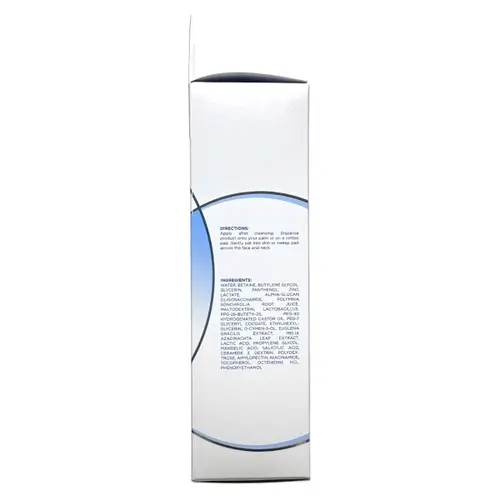 DIRECTIONS:
Apply after cleansing. Dispense
product onto your palm or on a cotton
pad. Gently pat into skin or sweep pad
across the face and neck.
INGREDIENTS:
WATER, BETAINE, BUTYLENE GLYCOL,
GLYCERIN, PANTHENOL, ZINC
LACTATE, ALPHA-GLUCAN
OLIGOSACCHARIDE, POLYMNIA
SONCHIFOLIA ROOT JUICE,
MALTODEXTRIN, LACTOBACILLUS,
PPG-26-BUTETH-26, PEG-40
HYDROGENATED CASTOR OIL, PEG-7
GLYCERYL COCOATE, ETHYLHEXYL-
GLYCERIN, O-CYMEN-5-OL, EUGLENA
GRACILIS EXTRACT, MELIA
AZADIRACHTA LEAF EXTRACT,
LACTIC ACID, PROPYLENE GLYCOL,
MANDELIC ACID, SALICYLIC ACID,
CERAMIDE 3, DEXTRIN, POLYDEX-
TROSE, AMYLOPECTIN, NIACINAMIDE,
TOCOPHEROL, OCTENIDINE HCL,
PHENOXYETHANOL